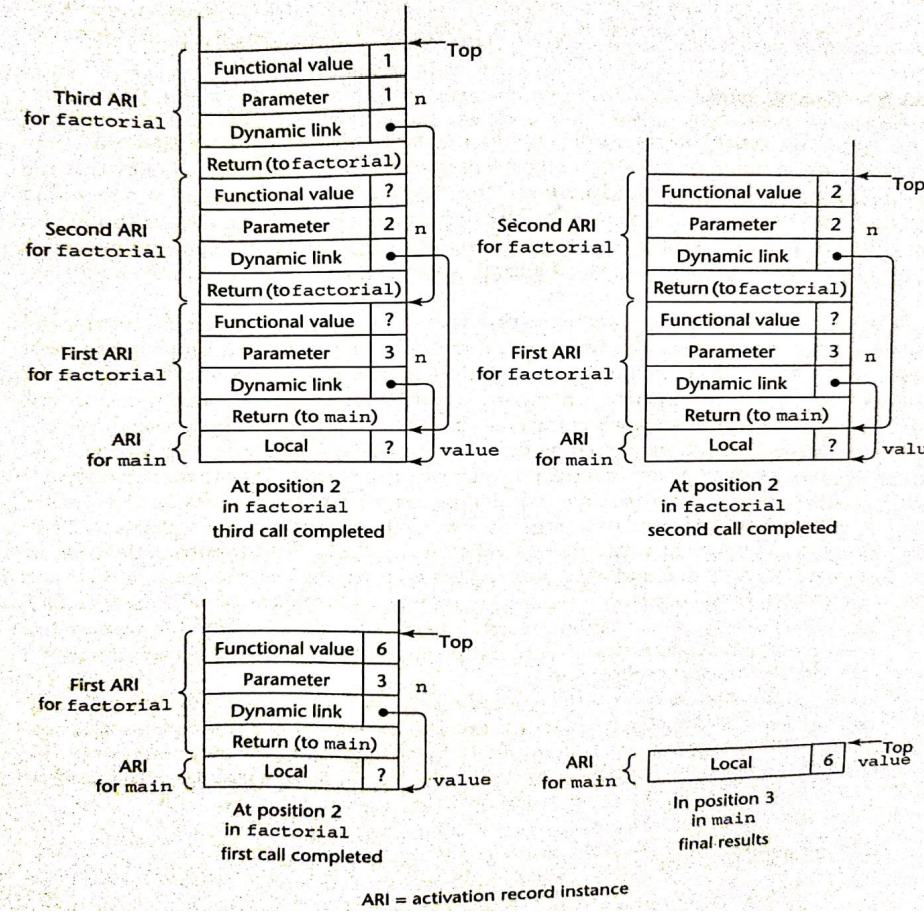 Top
Functional value 1
Third ARI
for factorial
Parameter 1 n
Dynamic link
Return (to factorial)
Functional value ?
Second ARI
for factorial
Parameter 2 n
Dynamic link
Return (to factorial)
Functional value ?
First ARI
for factorial
Parameter 3 n
Dynamic link
Return (to main)
ARI
for main
Local ? value
At position 2
in factorial
third call completed
Top
Functional value 2
Second ARI
for factorial
Parameter 2 n
Dynamic link
Return (to factorial)
Functional value ?
First ARI
for factorial
Parameter 3 n
Dynamic link
Return (to main)
ARI
for main
Local ? valu
At position 2
in factorial
second call completed
Top
Functional value 6
First ARI
for factorial
Parameter 3 n
Dynamic link
Return (to main)
ARI
for main
Local ? value
At position 2
in factorial
first call completed
Top
ARI
for main
Local 6 value
In position 3
in main
final results
ARI = activation record instance